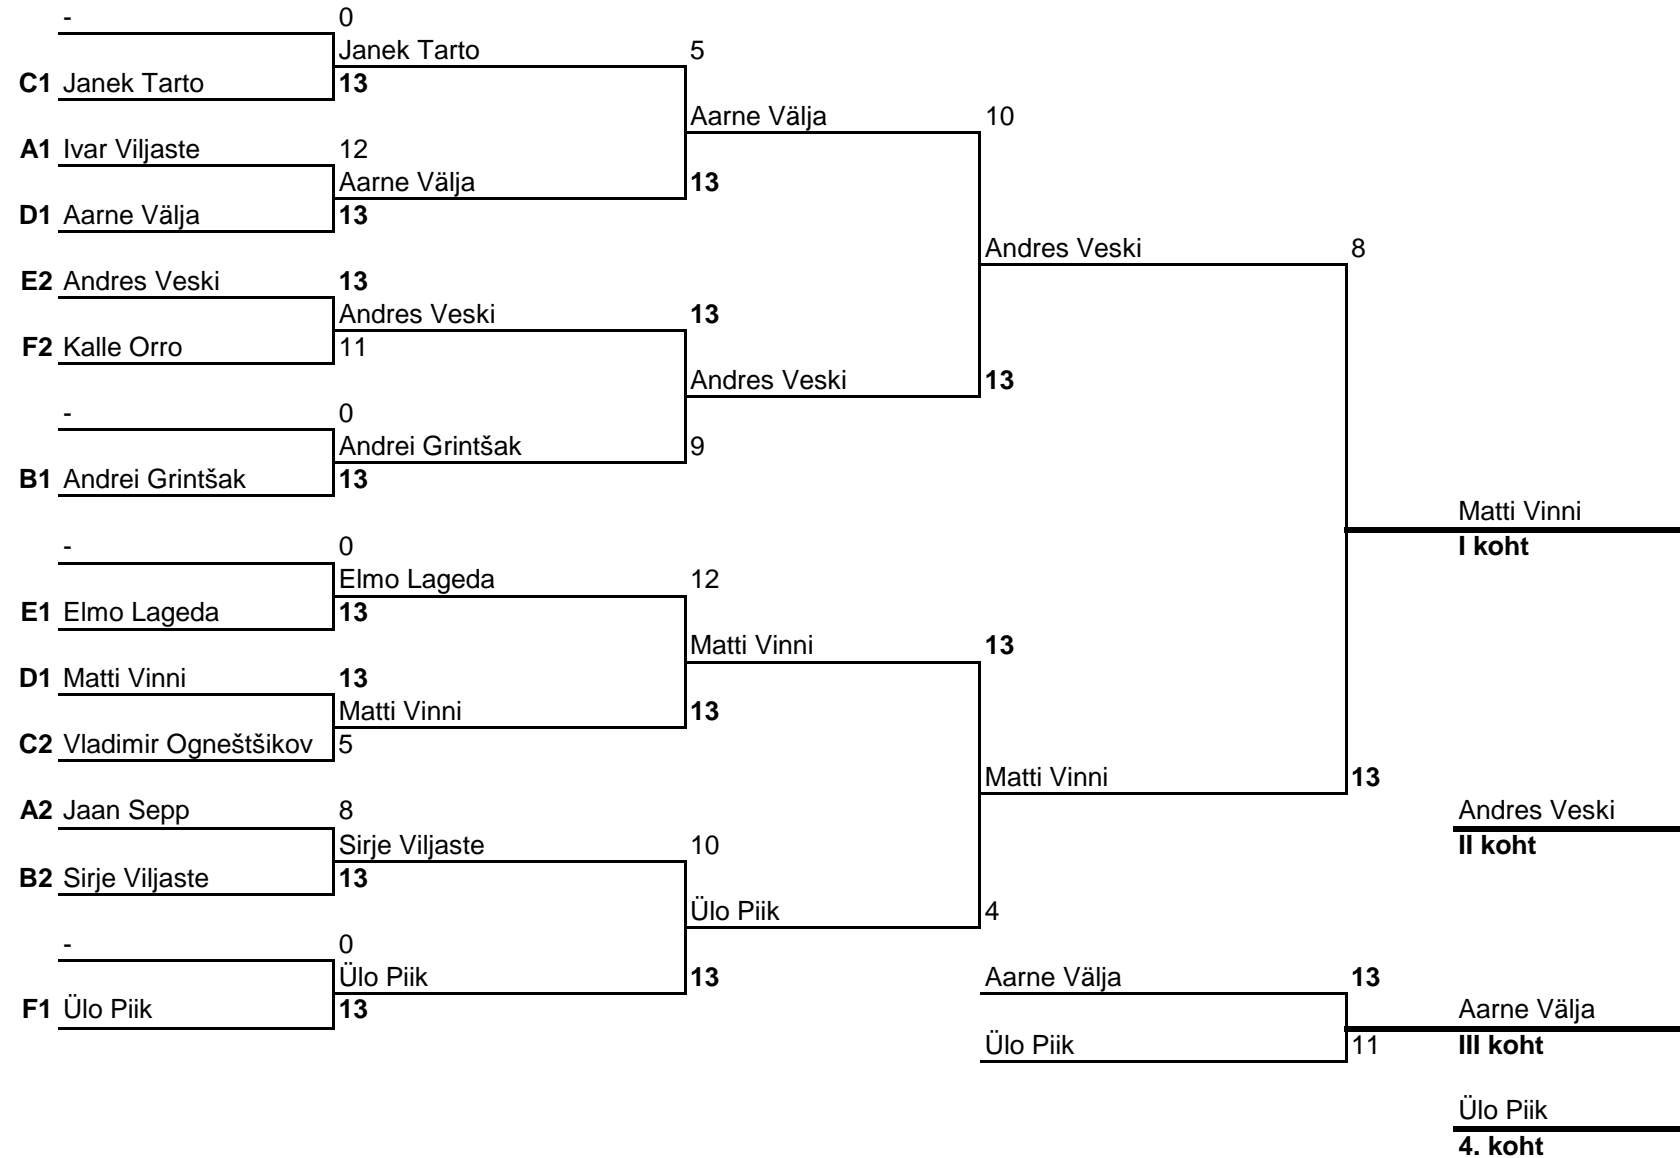 - 0
Janek Tarto 5
C1 Janek Tarto 13
Aarne Välja 10
A1 Ivar Viljaste 12
Aarne Välja 13
D1 Aarne Välja 13
Andres Veski 8
E2 Andres Veski 13
Andres Veski 13
F2 Kalle Orro 11
Andres Veski 13
- 0
Andrei Grintšak 9
B1 Andrei Grintšak 13
Matti Vinni
- 0
I koht
Elmo Lageda 12
E1 Elmo Lageda 13
Matti Vinni 13
D1 Matti Vinni 13
Matti Vinni 13
C2 Vladimir Ogneštšikov 5
Matti Vinni 13
A2 Jaan Sepp 8
Andres Veski
Sirje Viljaste 10
II koht
B2 Sirje Viljaste 13
Ülo Piik 4
- 0
Ülo Piik 13
Aarne Välja 13
F1 Ülo Piik 13
Aarne Välja
Ülo Piik 11
III koht
Ülo Piik
4. koht